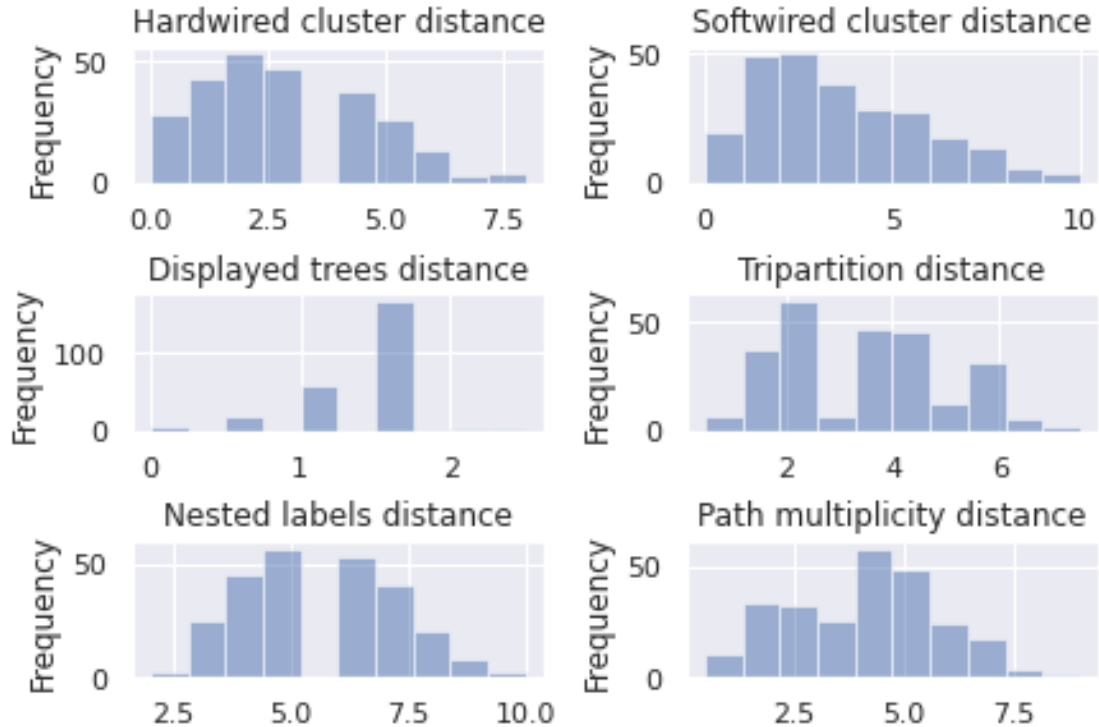 Hardwired cluster distance
Frequency
50
0
0.0 2.5 5.0 7.5
Softwired cluster distance
Frequency
50
0
0 5 10
Displayed trees distance
Frequency
100
0
0 1 2
Tripartition distance
Frequency
50
0
2 4 6
Nested labels distance
Frequency
50
0
2.5 5.0 7.5 10.0
Path multiplicity distance
Frequency
50
0
2.5 5.0 7.5